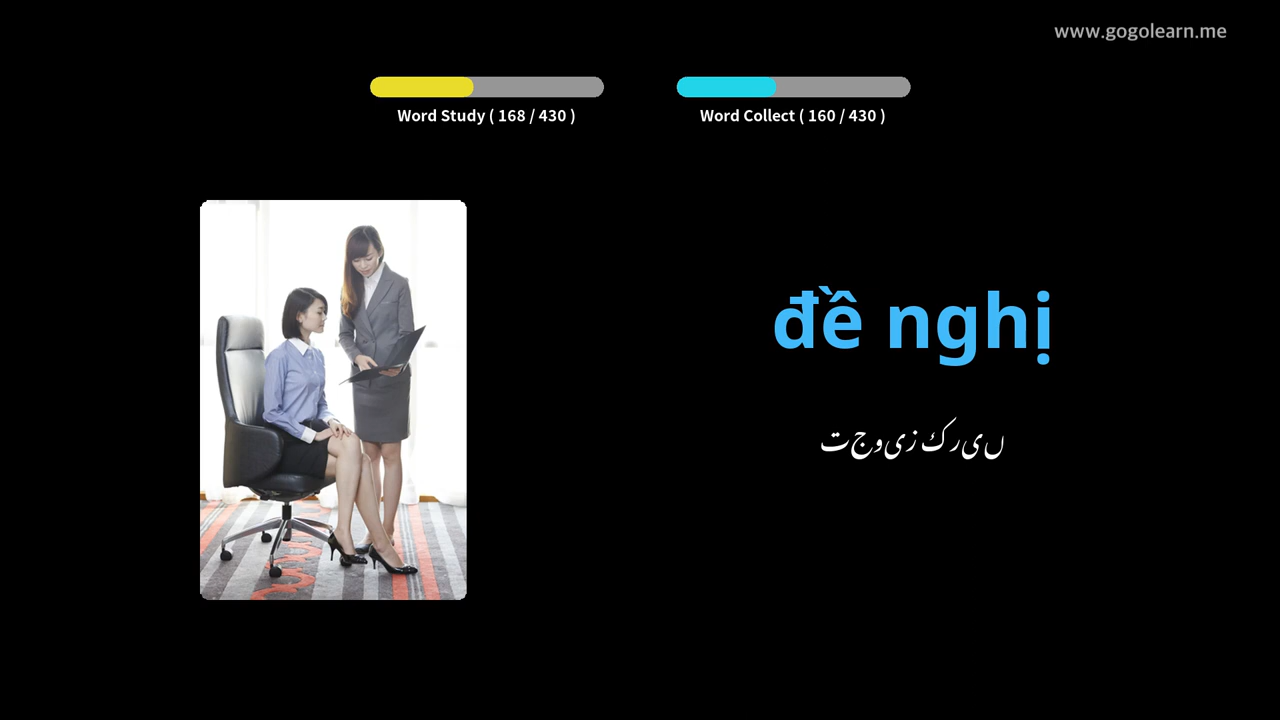 www.gogolearn.me
Word Study ( 168 / 430 )
Word Collect ( 160 / 430 )
đề nghị
تجویز کریں